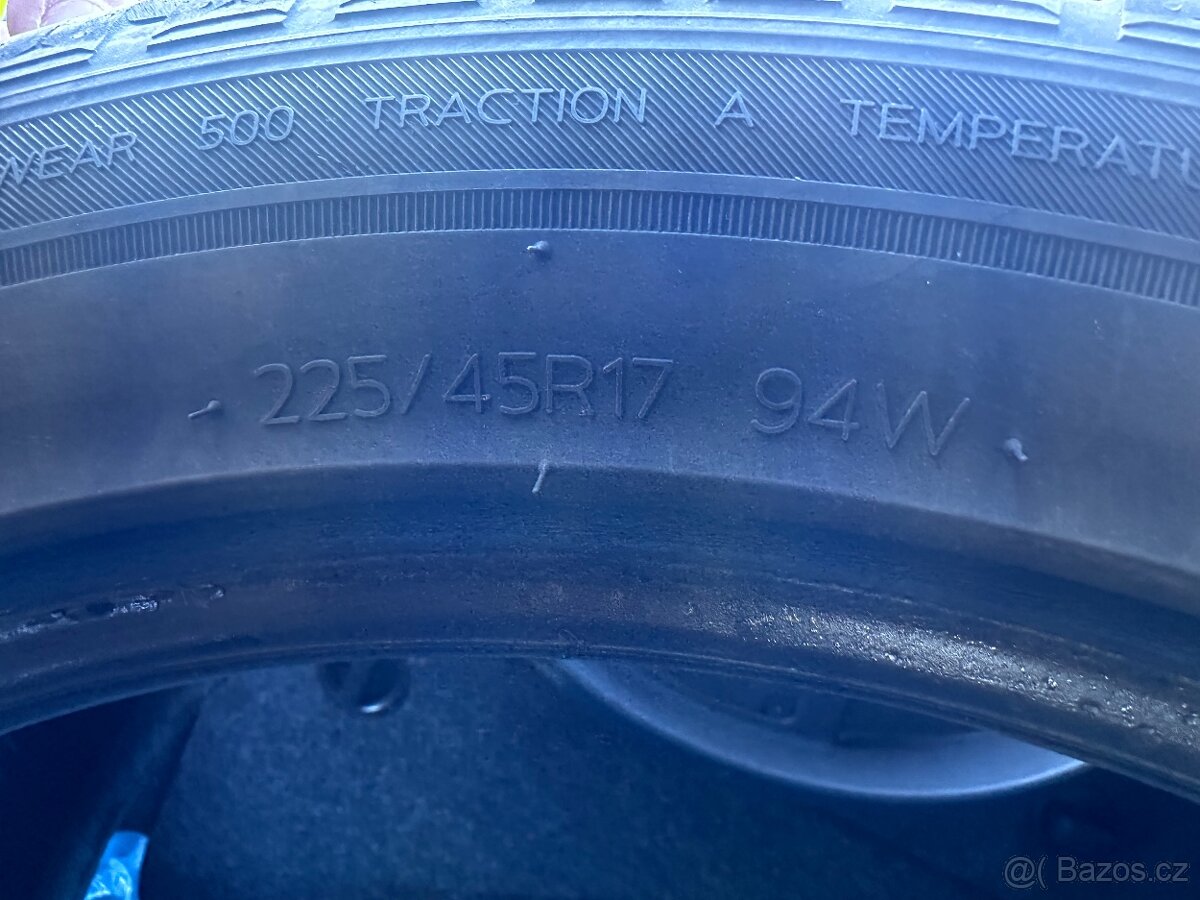 WEAR 500 TRACTION A TEMPERATU
225/45R17 94W
@( Bazos.cz